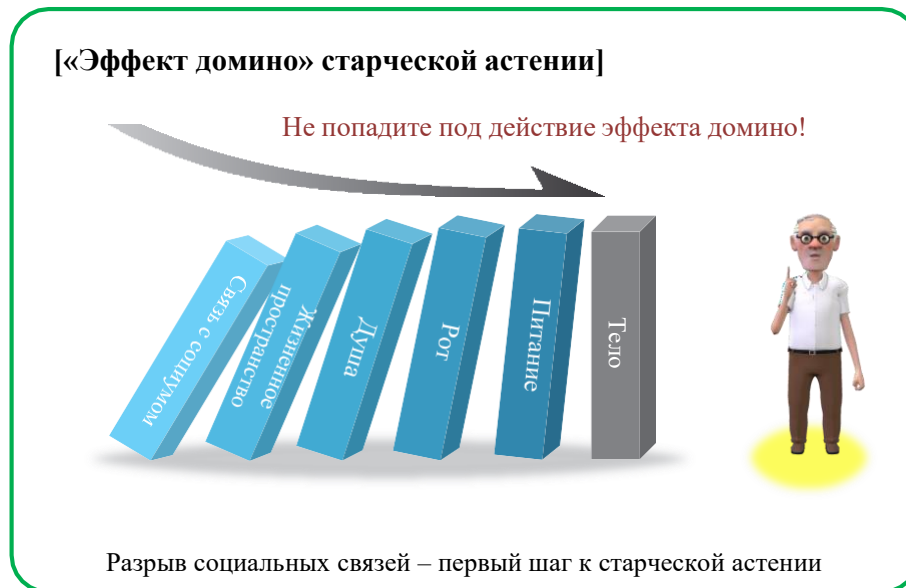 [«Эффект домино» старческой астении]
Не попадите под действие эффекта домино!
Связь с социумом
Жизненное
пространство
Душа
Рот
Питание
Тело
Разрыв социальных связей – первый шаг к старческой астении